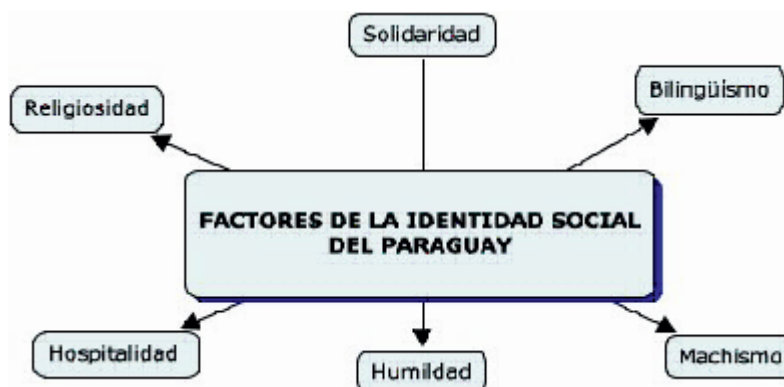 Solidaridad
Religiosidad
Bilingüismo
FACTORES DE LA IDENTIDAD SOCIAL
DEL PARAGUAY
Hospitalidad
Humildad
Machismo